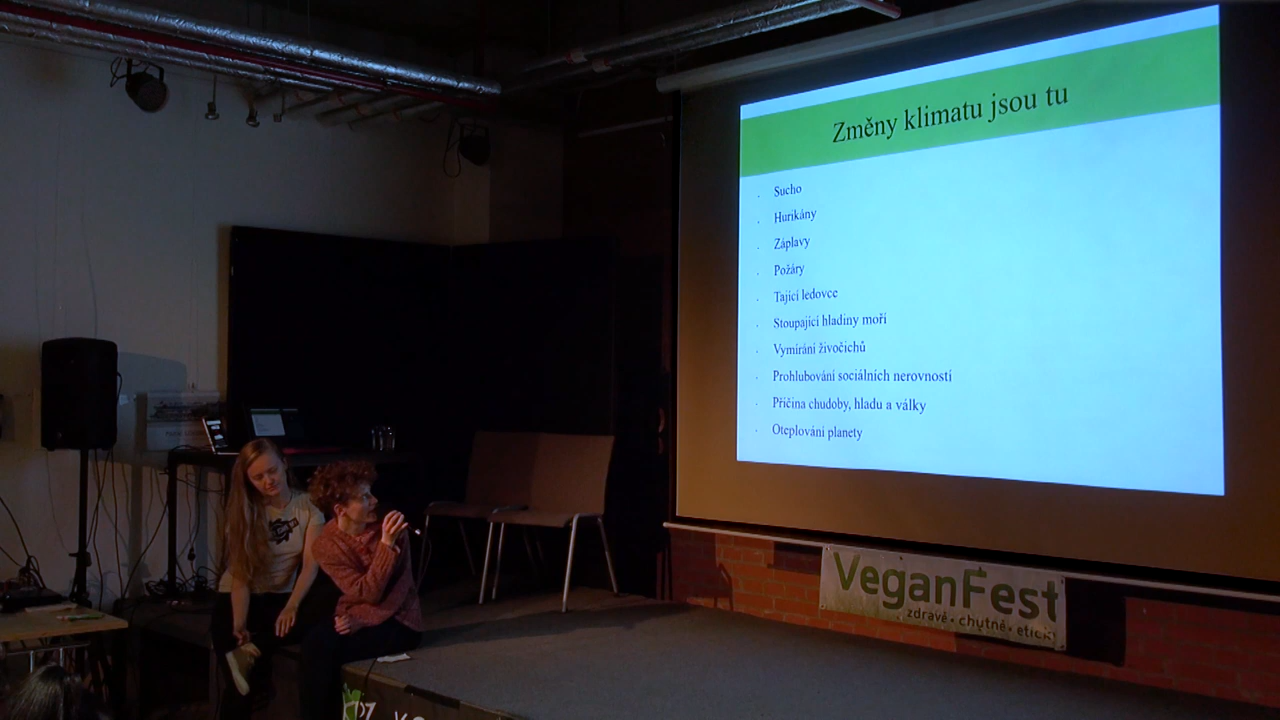 Změny klimatu jsou tu
Sucho
Hurikány
Záplavy
Požáry
Tající ledovce
Stoupající hladiny moří
Vymírání živočichů
Prohlubování sociálních nerovností
Příčina chudoby, hladu a války
Oteplování planety
VeganFest
zdravě • chutně • eticky